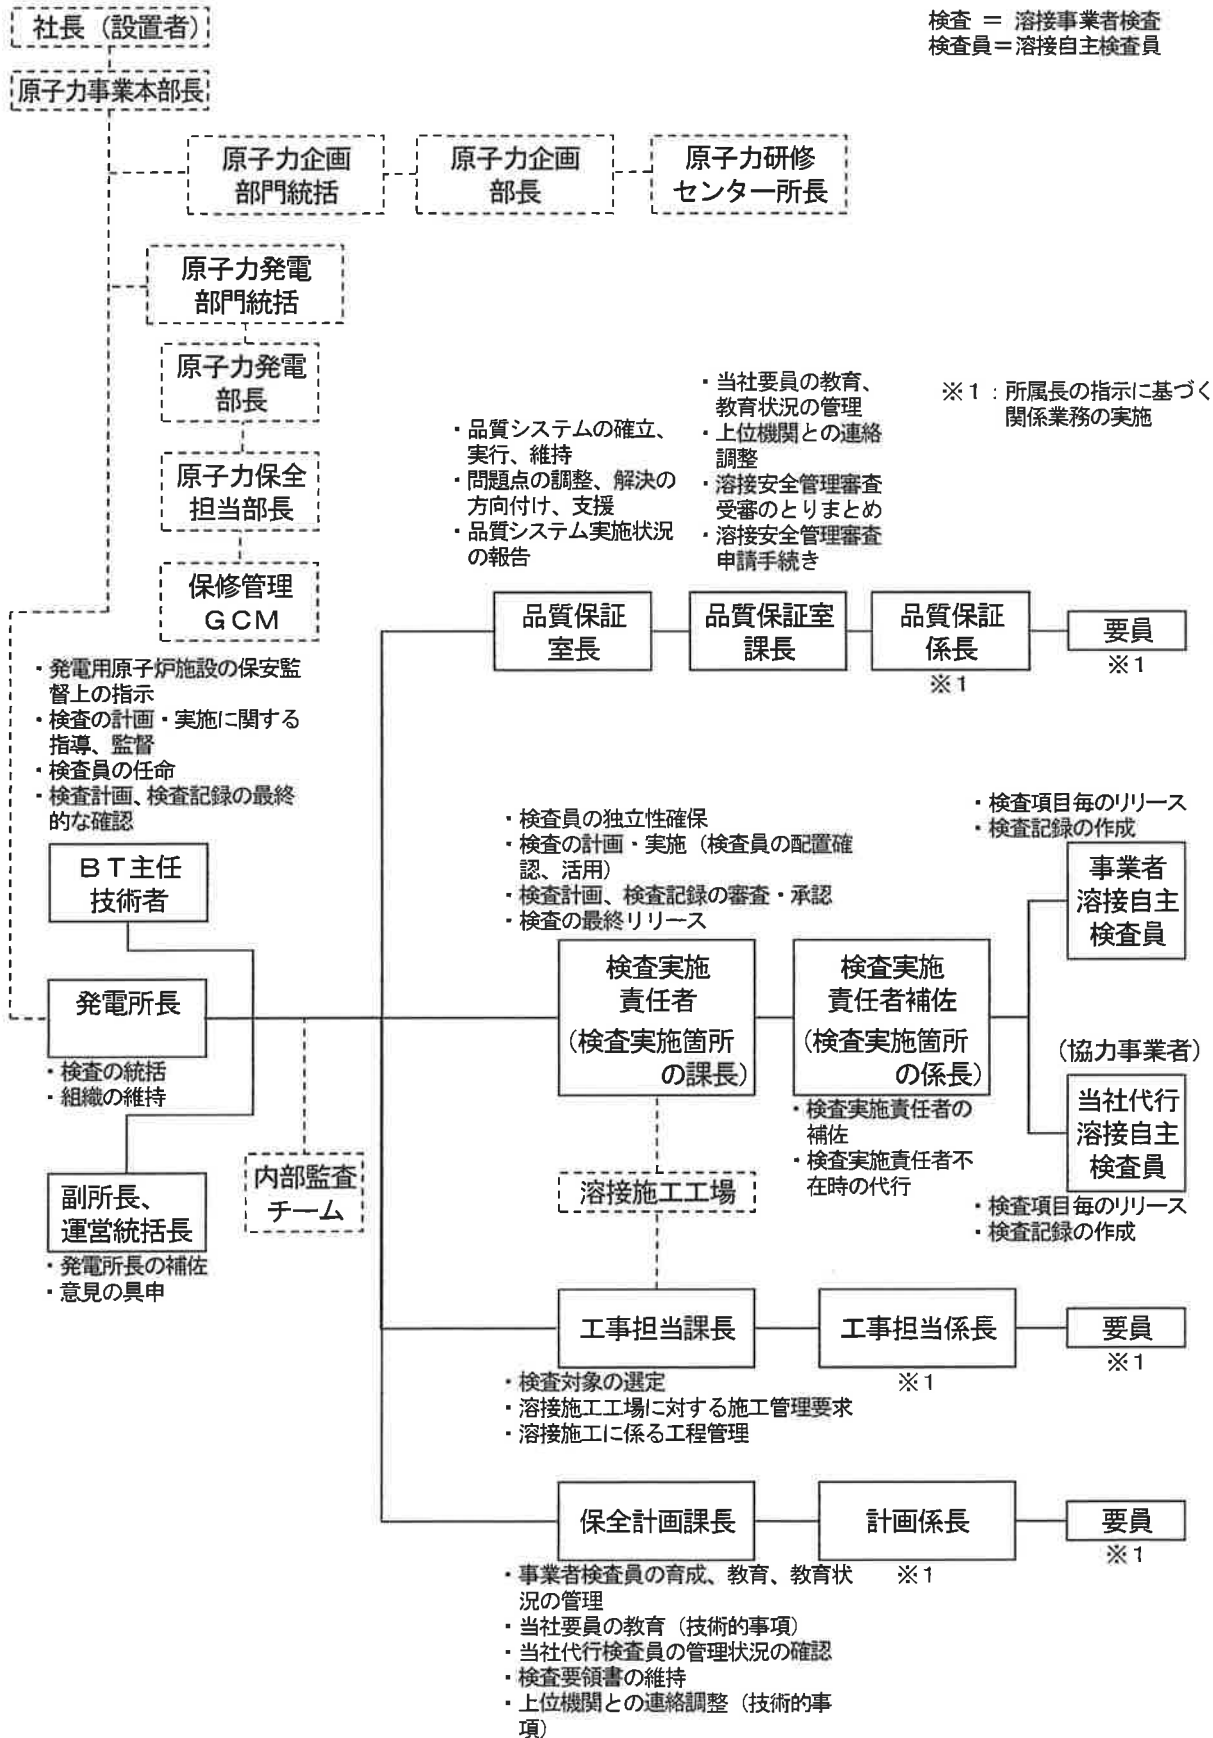 社長（設置者）
検査 ＝ 溶接事業者検査
検査員＝溶接自主検査員
原子力事業本部長
原子力企画
部門統括
原子力企画
部長
原子力研修
センター所長
原子力発電
部門統括
原子力発電
部長
原子力保全
担当部長
保修管理
ＧＣＭ
・品質システムの確立、
実行、維持
・問題点の調整、解決の
方向付け、支援
・品質システム実施状況
の報告
・当社要員の教育、
教育状況の管理
・上位機関との連絡
調整
・溶接安全管理審査
受審のとりまとめ
・溶接安全管理審査
申請手続き
※１：所属長の指示に基づく
関係業務の実施
品質保証
室長
品質保証室
課長
品質保証
係長
※１
要員
※１
・発電用原子炉施設の保安監
督上の指示
・検査の計画・実施に関する
指導、監督
・検査員の任命
・検査計画、検査記録の最終
的な確認
ＢＴ主任
技術者
発電所長
・検査の統括
・組織の維持
副所長、
運営統括長
・発電所長の補佐
・意見の具申
内部監査
チーム
・検査員の独立性確保
・検査の計画・実施（検査員の配置確
認、活用）
・検査計画、検査記録の審査・承認
・検査の最終リリース
検査実施
責任者
（検査実施箇所
の課長）
検査実施
責任者補佐
（検査実施箇所
の係長）
・検査実施責任者の
補佐
・検査実施責任者不
在時の代行
・検査項目毎のリリース
・検査記録の作成
事業者
溶接自主
検査員
（協力事業者）
当社代行
溶接自主
検査員
・検査項目毎のリリース
・検査記録の作成
溶接施工工場
工事担当課長
・検査対象の選定
・溶接施工工場に対する施工管理要求
・溶接施工に係る工程管理
工事担当係長
※１
要員
※１
保全計画課長
・事業者検査員の育成、教育、教育状
況の管理
・当社要員の教育（技術的事項）
・当社代行検査員の管理状況の確認
・検査要領書の維持
・上位機関との連絡調整（技術的事
項）
計画係長
※１
要員
※１